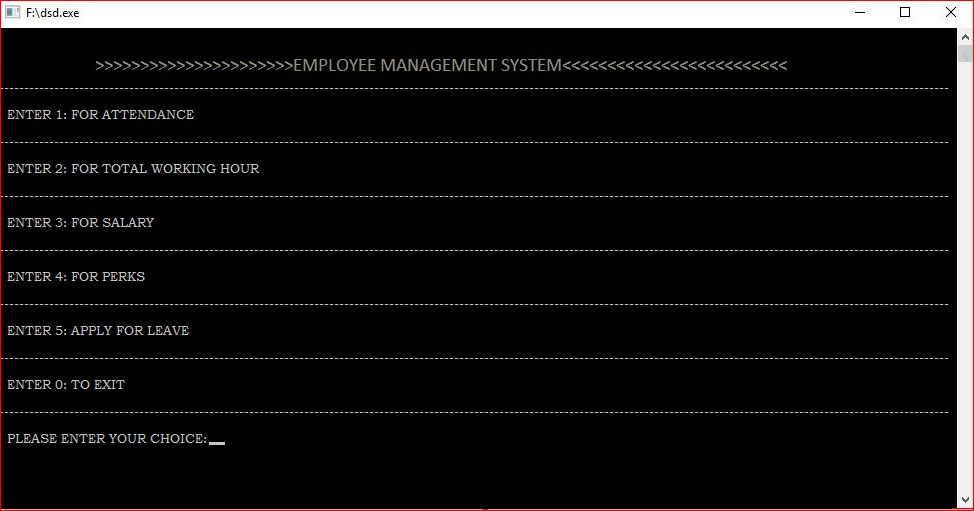 F:\dsd.exe
>>>>>>>>>>>>>>>>>>>>>>EMPLOYEE MANAGEMENT SYSTEM<<<<<<<<<<<<<<<<<<<<<<<<<
ENTER 1: FOR ATTENDANCE
ENTER 2: FOR TOTAL WORKING HOUR
ENTER 3: FOR SALARY
ENTER 4: FOR PERKS
ENTER 5: APPLY FOR LEAVE
ENTER 0: TO EXIT
PLEASE ENTER YOUR CHOICE: